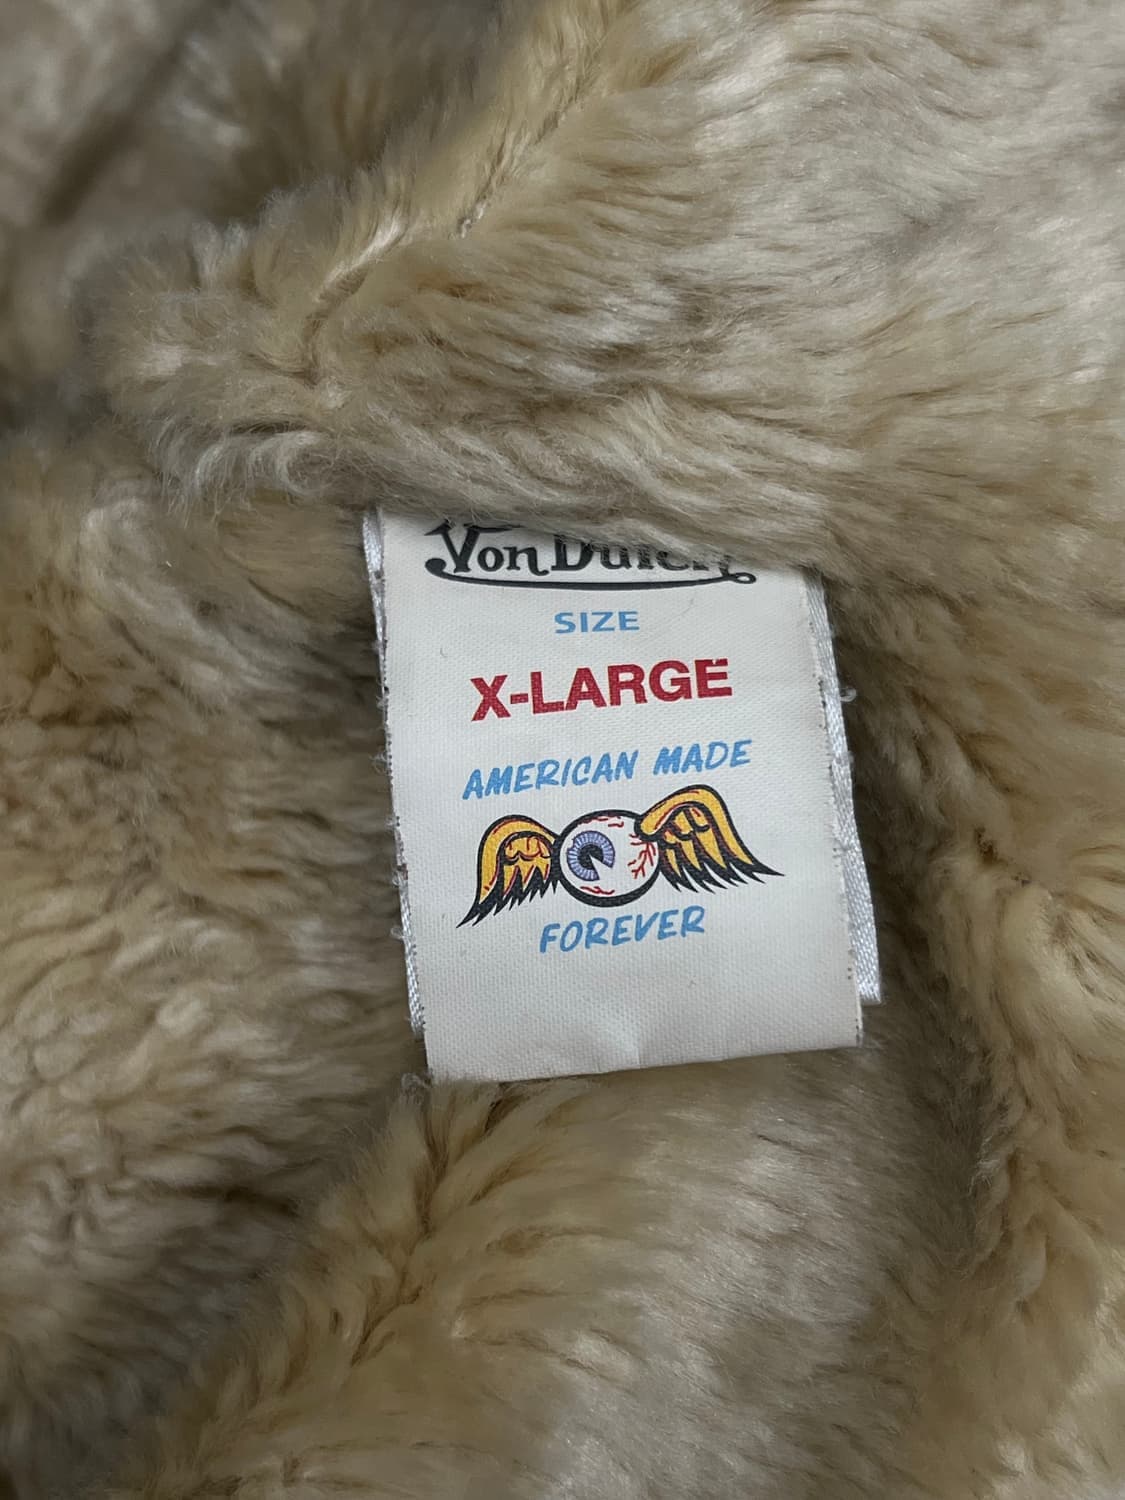 Von Dutch
SIZE
X-LARGE
AMERICAN MADE
FOREVER